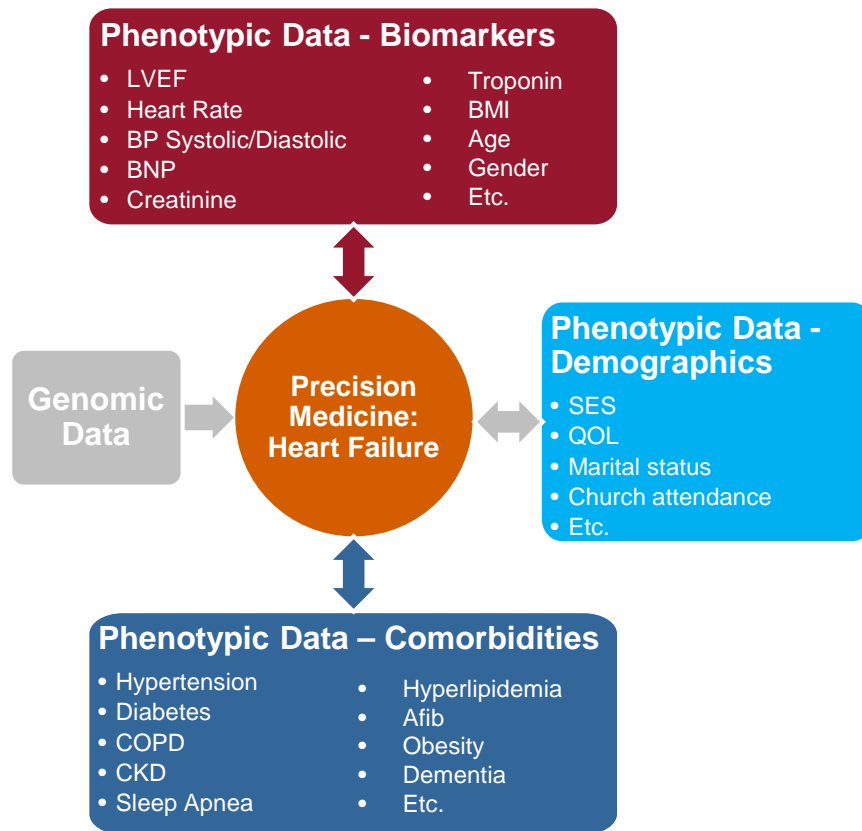 Phenotypic Data - Biomarkers
• LVEF
• Heart Rate
• BP Systolic/Diastolic
• BNP
• Creatinine
• Troponin
• BMI
• Age
• Gender
• Etc.
Genomic
Data
Precision
Medicine:
Heart Failure
Phenotypic Data -
Demographics
• SES
• QOL
• Marital status
• Church attendance
• Etc.
Phenotypic Data – Comorbidities
• Hypertension
• Diabetes
• COPD
• CKD
• Sleep Apnea
• Hyperlipidemia
• Afib
• Obesity
• Dementia
• Etc.